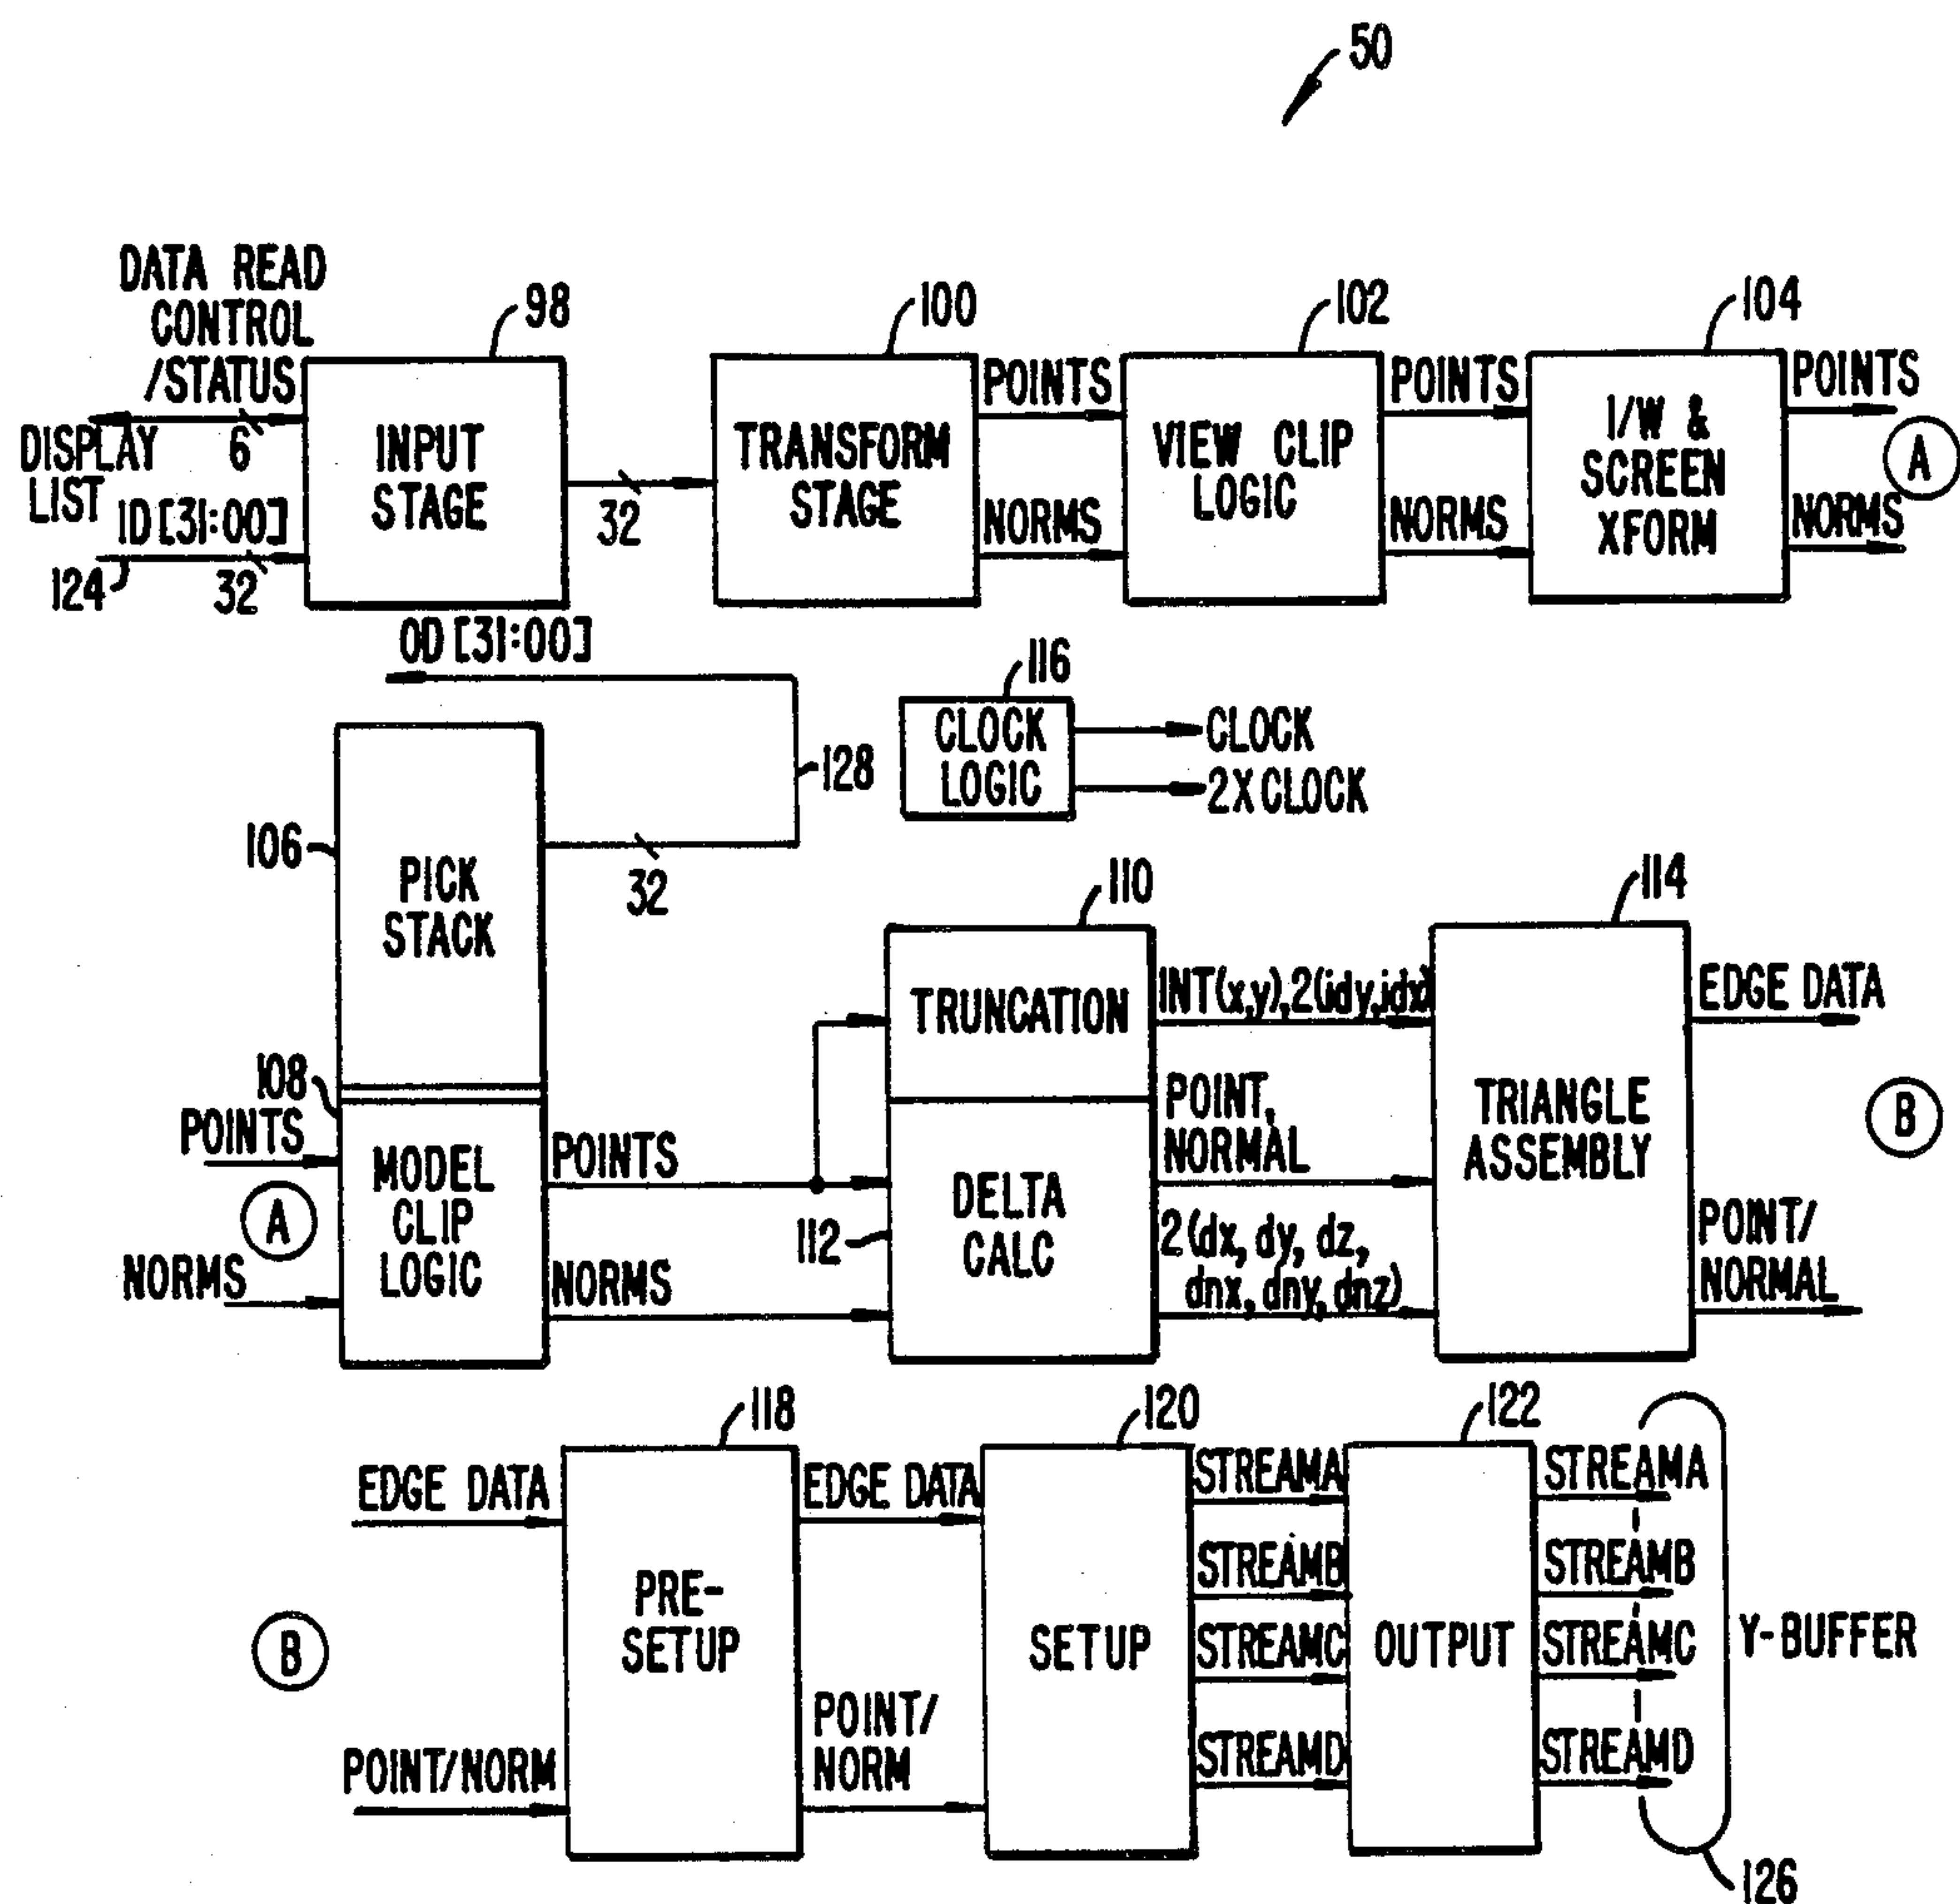 50
DATA READ
CONTROL
/STATUS
6
DISPLAY
LIST
ID [31:00]
124
32
98
INPUT
STAGE
32
100
TRANSFORM
STAGE
POINTS
NORMS
102
VIEW CLIP
LOGIC
POINTS
NORMS
104
1/W &
SCREEN
XFORM
POINTS
A
NORMS
OD [31:00]
128
32
116
CLOCK
LOGIC
CLOCK
2X CLOCK
106
PICK
STACK
108
POINTS
A
NORMS
MODEL
CLIP
LOGIC
POINTS
NORMS
110
TRUNCATION
112
DELTA
CALC
INT(x,y),2(idy,idx)
POINT,
NORMAL
2(dx, dy, dz,
dnx, dny, dnz)
114
TRIANGLE
ASSEMBLY
EDGE DATA
B
POINT/
NORMAL
EDGE DATA
B
POINT/NORM
118
PRE-
SETUP
EDGE DATA
POINT/
NORM
120
SETUP
STREAMA
STREAMB
STREAMC
STREAMD
122
OUTPUT
STREAMA
STREAMB
STREAMC
STREAMD
Y-BUFFER
126